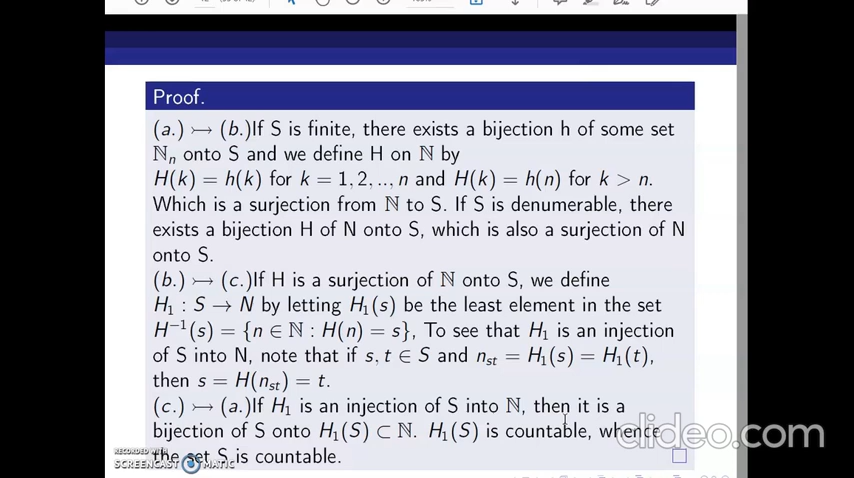 Proof.
(a.) ↣ (b.)If S is finite, there exists a bijection h of some set
ℕₙ onto S and we define H on ℕ by
H(k) = h(k) for k = 1, 2, .., n and H(k) = h(n) for k > n.
Which is a surjection from ℕ to S. If S is denumerable, there
exists a bijection H of N onto S, which is also a surjection of N
onto S.
(b.) ↣ (c.)If H is a surjection of ℕ onto S, we define
H₁ : S → N by letting H₁(s) be the least element in the set
H⁻¹(s) = {n ∈ ℕ : H(n) = s}, To see that H₁ is an injection
of S into N, note that if s, t ∈ S and nₛₜ = H₁(s) = H₁(t),
then s = H(nₛₜ) = t.
(c.) ↣ (a.)If H₁ is an injection of S into ℕ, then it is a
bijection of S onto H₁(S) ⊂ ℕ. H₁(S) is countable, whence
the set S is countable.
clideo.com
RECORDED WITH
SCREENCAST MATIC